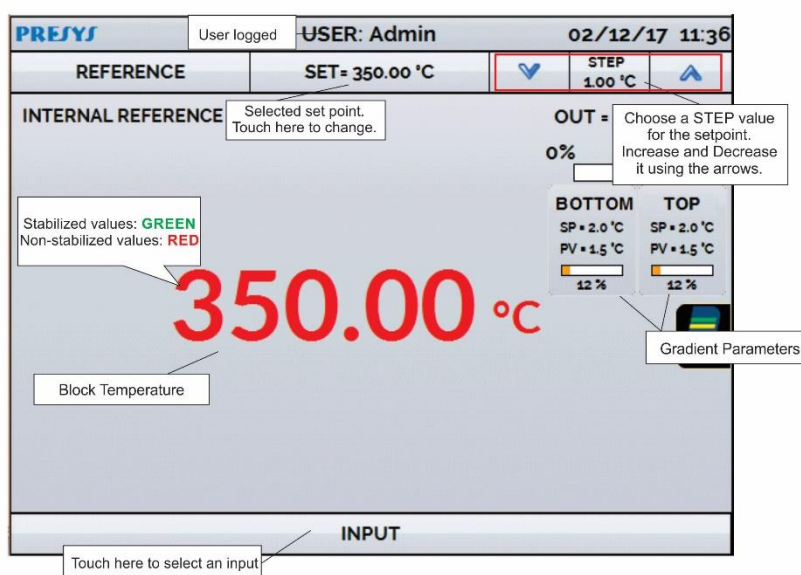 PRESYS
User logged
USER: Admin
02/12/17 11:36
REFERENCE
SET= 350.00 °C
STEP
1.00 °C
INTERNAL REFERENCE
Selected set point.
Touch here to change.
OUT =
0%
Choose a STEP value
for the setpoint.
Increase and Decrease
it using the arrows.
BOTTOM
SP = 2.0 °C
PV = 1.5 °C
12 %
TOP
SP = 2.0 °C
PV = 1.5 °C
12 %
Stabilized values: GREEN
Non-stabilized values: RED
350.00 °C
Gradient Parameters
Block Temperature
INPUT
Touch here to select an input